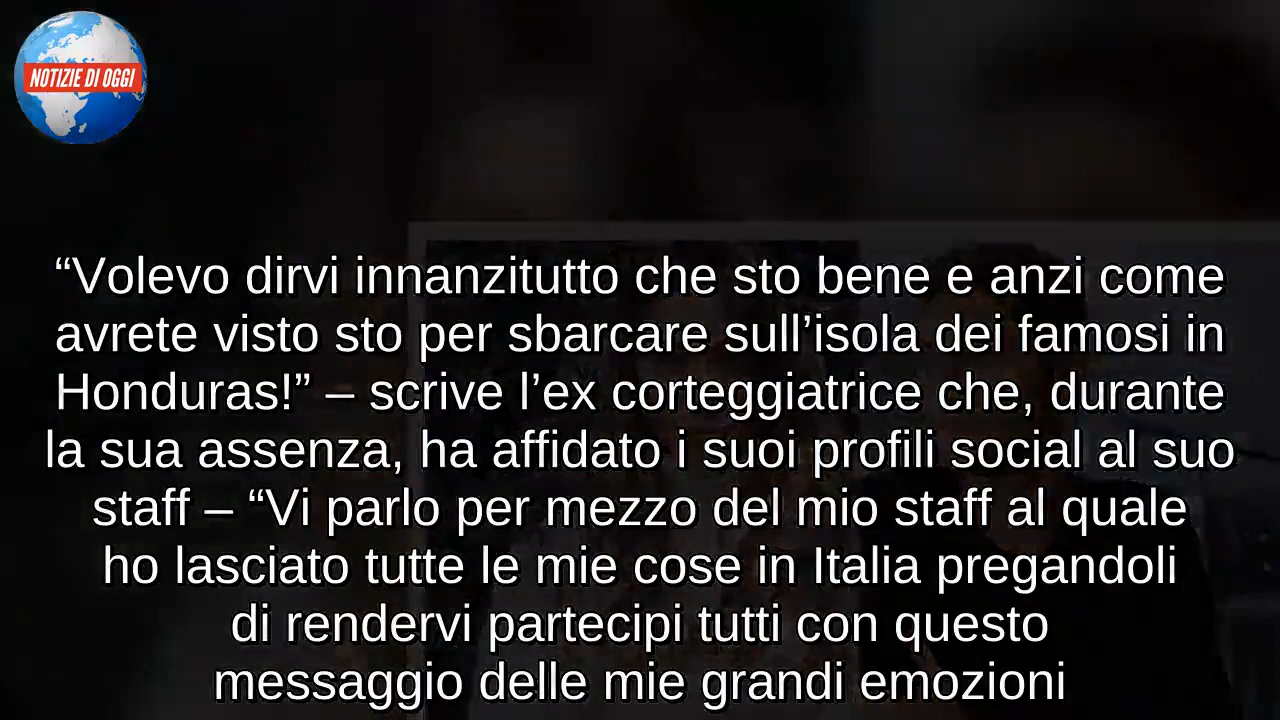 NOTIZIE DI OGGI
“Volevo dirvi innanzitutto che sto bene e anzi come
avrete visto sto per sbarcare sull’isola dei famosi in
Honduras!” – scrive l’ex corteggiatrice che, durante
la sua assenza, ha affidato i suoi profili social al suo
staff – “Vi parlo per mezzo del mio staff al quale
ho lasciato tutte le mie cose in Italia pregandoli
di rendervi partecipi tutti con questo
messaggio delle mie grandi emozioni